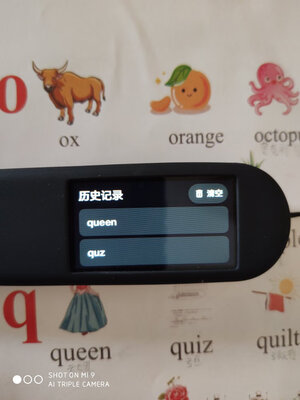 o
ox
orange
octopu
历史记录
清空
queen
quz
q
queen
quiz
quilt
SHOT ON MI 9
AI TRIPLE CAMERA